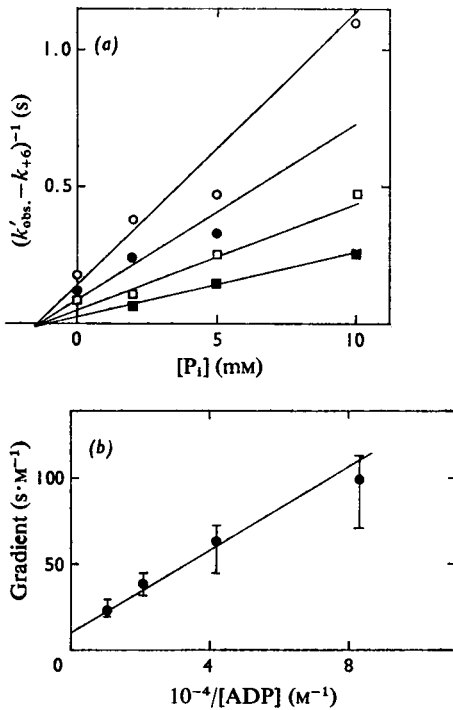 (a)
(k′obs. − k+6)−1 (s)
1.0
0.5
0
5
10
[Pi] (mM)
(b)
Gradient (s·M−1)
100
50
0
4
8
10−4/[ADP] (M−1)